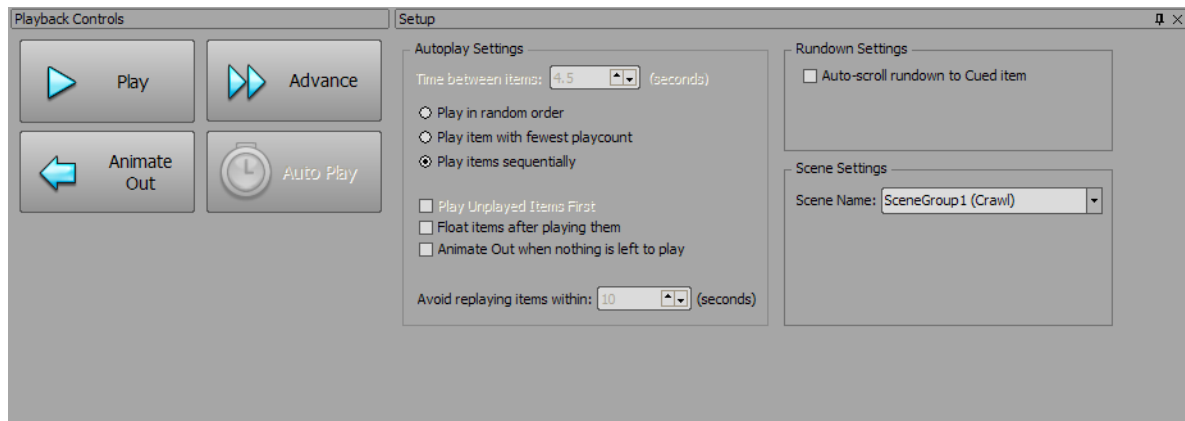 Playback Controls
Play
Advance
Animate
Out
Auto Play
Setup
Autoplay Settings
Time between items: 4.5 (seconds)
Play in random order
Play item with fewest playcount
Play items sequentially
Play Unplayed Items First
Float items after playing them
Animate Out when nothing is left to play
Avoid replaying items within: 10 (seconds)
Rundown Settings
Auto-scroll rundown to Cued item
Scene Settings
Scene Name: SceneGroup1 (Crawl)